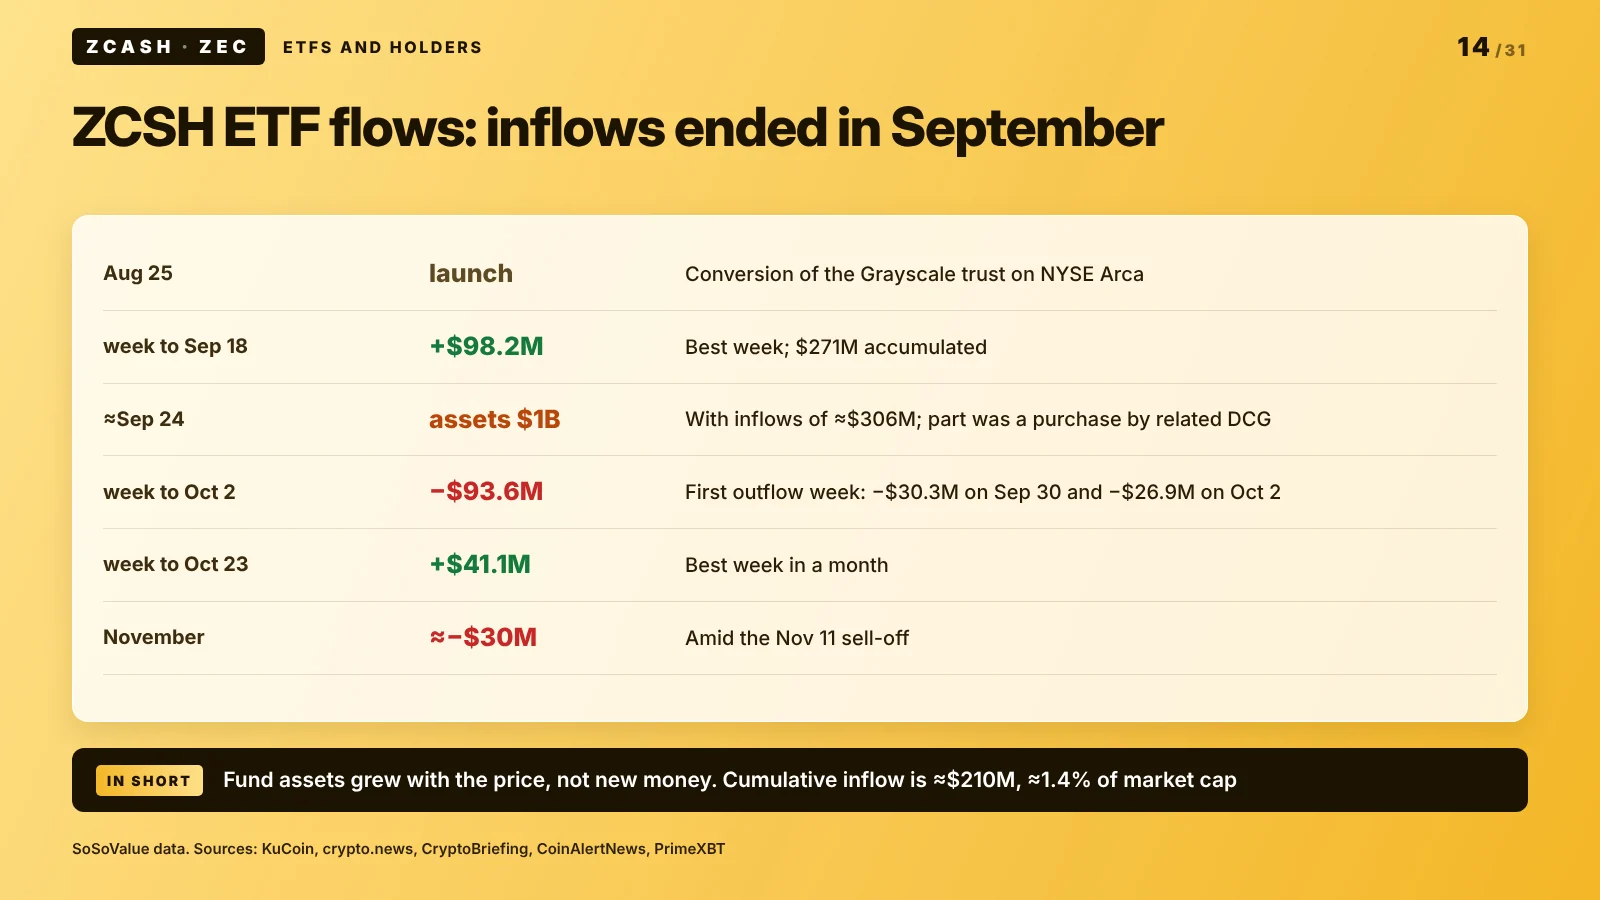 ZCASH · ZEC ETFS AND HOLDERS 14 / 31
ZCSH ETF flows: inflows ended in September
Aug 25 launch Conversion of the Grayscale trust on NYSE Arca
week to Sep 18 +$98.2M Best week; $271M accumulated
≈Sep 24 assets $1B With inflows of ≈$306M; part was a purchase by related DCG
week to Oct 2 −$93.6M First outflow week: −$30.3M on Sep 30 and −$26.9M on Oct 2
week to Oct 23 +$41.1M Best week in a month
November ≈−$30M Amid the Nov 11 sell-off
IN SHORT Fund assets grew with the price, not new money. Cumulative inflow is ≈$210M, ≈1.4% of market cap
SoSoValue data. Sources: KuCoin, crypto.news, CryptoBriefing, CoinAlertNews, PrimeXBT